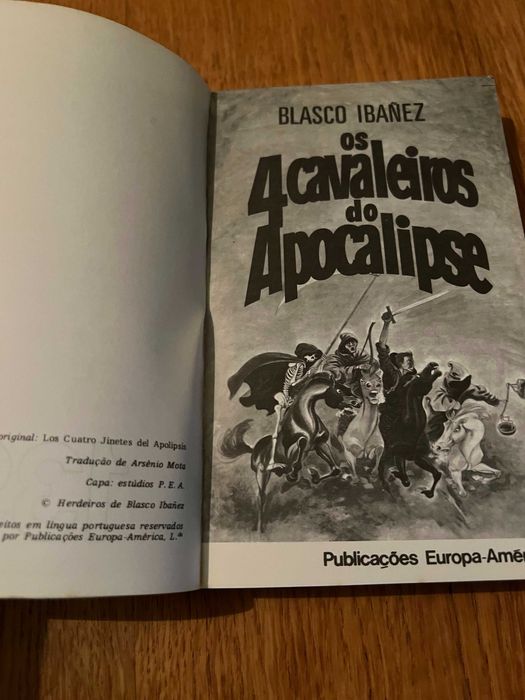 original: Los Cuatro Jinetes del Apolipsis
Tradução de Arsénio Mota
Capa: estúdios P. E. A.
© Herdeiros de Blasco Ibañez
eitos em língua portuguesa reservados
por Publicações Europa-América, L.ᵈᵃ
BLASCO IBAÑEZ
os
4 cavaleiros
do
Apocalipse
Publicações Europa-Amé